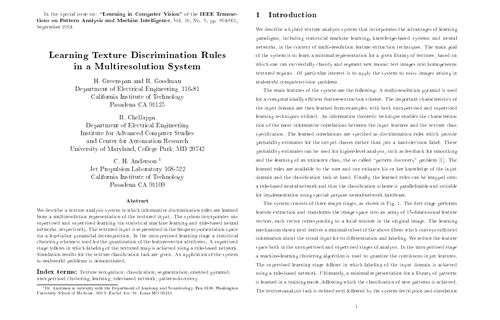 In the special issue on: "Learning in Computer Vision" of the IEEE Transac-
tions on Pattern Analysis and Machine Intelligence, Vol. 16, No. 9, pp. 894-901,
September 1994.
Learning Texture Discrimination Rules
in a Multiresolution System
H. Greenspan and R. Goodman
Department of Electrical Engineering, 116-81
California Institute of Technology
Pasadena CA 91125
R. Chellappa
Department of Electrical Engineering
Institute for Advanced Computer Studies
and Center for Automation Research
University of Maryland, College Park, MD 20742
C. H. Anderson 1
Jet Propulsion Laboratory 168-522
California Institute of Technology
Pasadena CA 91109
Abstract
We describe a texture analysis system in which informative discrimination rules are learned
from a multiresolution representation of the textured input. The system incorporates un-
supervised and supervised learning via statistical machine learning and rule-based neural
networks, respectively. The textured input is represented in the frequency-orientation space
via a log-Gabor pyramidal decomposition. In the unsupervised learning stage a statistical
clustering scheme is used for the quantization of the feature-vector attributes. A supervised
stage follows in which labeling of the textured map is achieved using a rule-based network.
Simulation results for the texture classification task are given. An application of the system
to real-world problems is demonstrated.
Index terms: Texture recognition; classification; segmentation; oriented pyramid;
unsupervised clustering; learning; rule-based network; pattern-discovery.
1 Dr. Anderson is currently with the Department of Anatomy and Neurobiology, Box 8108, Washington
University School of Medicine, 660 S. Euclid Ave. St. Louis MO 63110
1 Introduction
We describe a hybrid texture analysis system that incorporates the advantages of learning
paradigms, including statistical machine learning, knowledge-based systems and neural
networks, in the context of multi-resolution feature extraction techniques. The main goal
of the system is to learn a minimal representation for a given library of textures, based on
which one can successfully classify and segment new mosaic test images into homogeneous
textured regions. Of particular interest is to apply the system to noisy images arising in
real-world computer-vision problems.
The main features of the system are the following: A multi-resolution pyramid is used
for a computationally efficient feature-extraction scheme. The important characteristics of
the input domain are then learned from examples, with both unsupervised and supervised
learning techniques utilized. An information theoretic technique enables the characteriza-
tion of the most informative correlations between the input features and the texture class
specification. The learned correlations are specified as discrimination rules which provide
probability estimates for the output classes rather than just a hard-decision label. These
probability estimates can be used for higher-level analysis, such as feedback for smoothing
and the learning of an unknown class, the so called "pattern discovery" problem [1]. The
learned rules are available to the user and can enhance his or her knowledge of the input
domain and the classification task at hand. Finally, the learned rules can be mapped onto
a rule-based neural network and thus the classification scheme is parallelizable and suitable
for implementation using special purpose neural-network hardware.
The system consists of three major stages, as shown in Fig. 1. The first stage performs
feature extraction and transforms the image space into an array of 15-dimensional feature
vectors, each vector corresponding to a local window in the original image. The learning
mechanism shown next derives a minimal subset of the above filters which conveys sufficient
information about the visual input for its differentiation and labeling. We reduce the feature
space both in the unsupervised and supervised stages of analysis. In the unsupervised stage
a machine-learning clustering algorithm is used to quantize the continuous input features.
The supervised learning stage follows in which labeling of the input domain is achieved
using a rule-based network. Ultimately, a minimal representation for a library of patterns
is learned in a training mode, following which the classification of new patterns is achieved.
The texture-analysis task is defined next followed by the system description and simulation
1